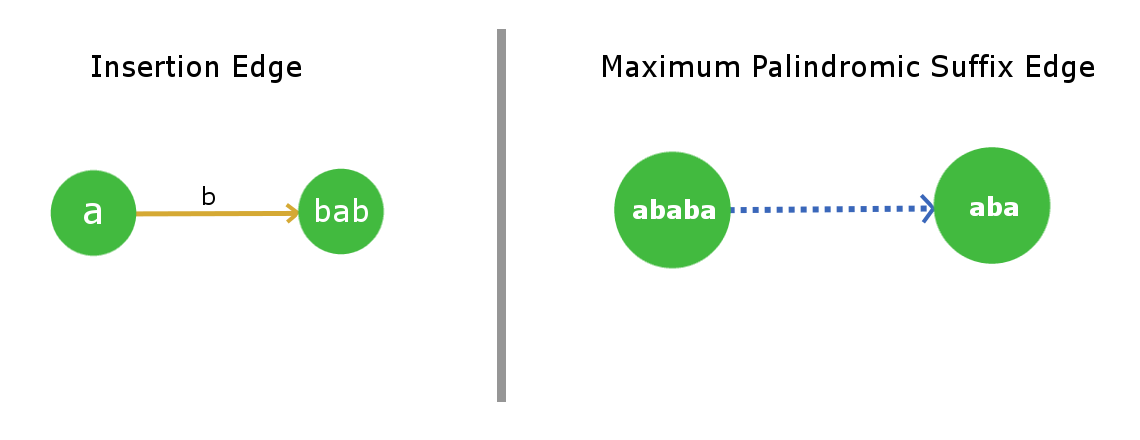 Insertion Edge
a
b
bab
Maximum Palindromic Suffix Edge
ababa
aba